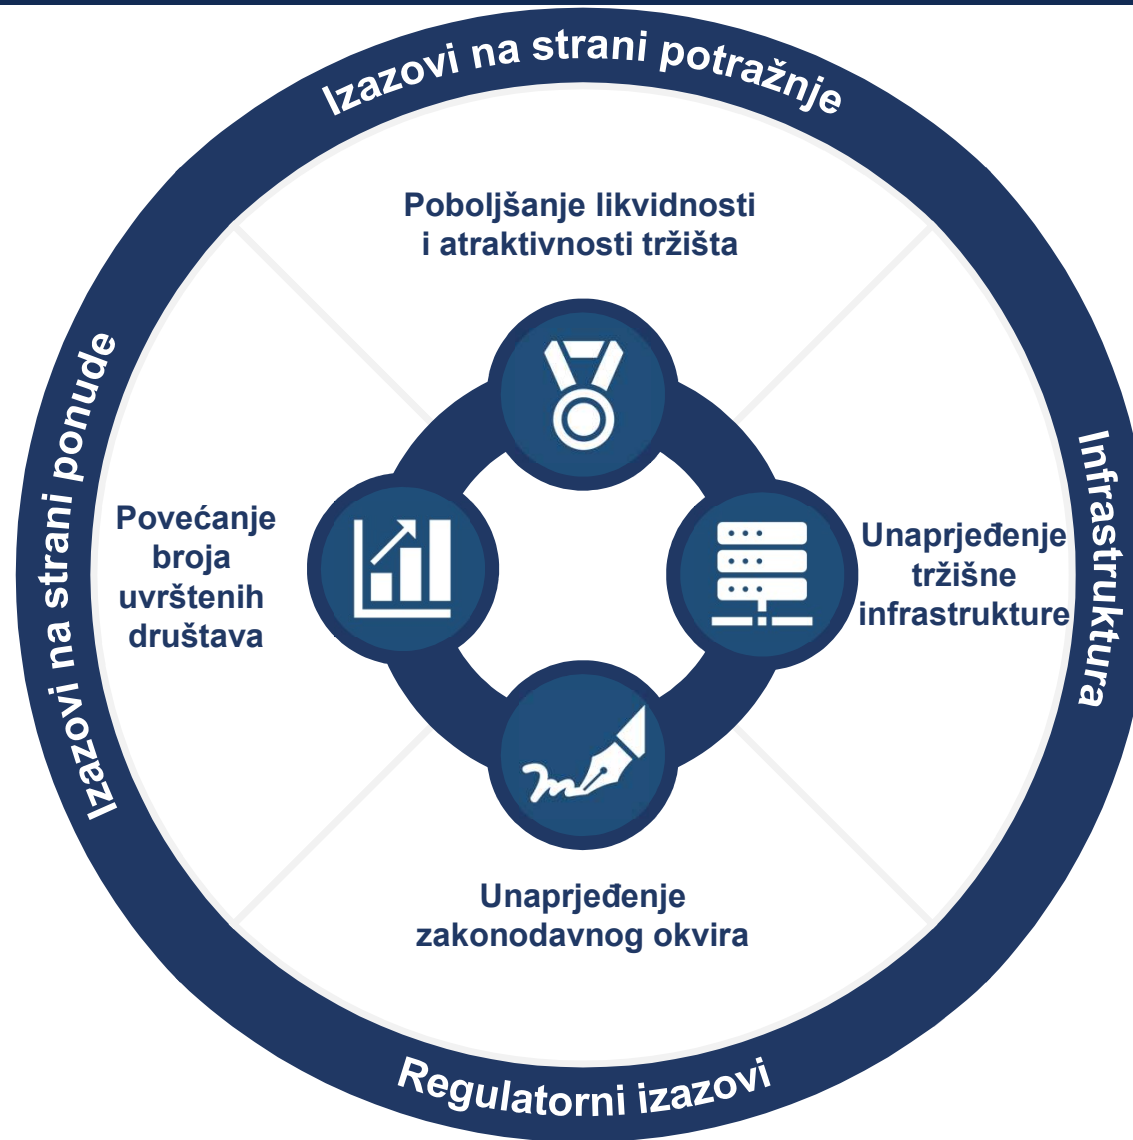 Izazovi na strani potražnje
Poboljšanje likvidnosti
i atraktivnosti tržišta
Izazovi na strani ponude
Povećanje
broja
uvrštenih
društava
Unaprjeđenje
tržišne
infrastrukture
Infrastruktura
Unaprjeđenje
zakonodavnog okvira
Regulatorni izazovi